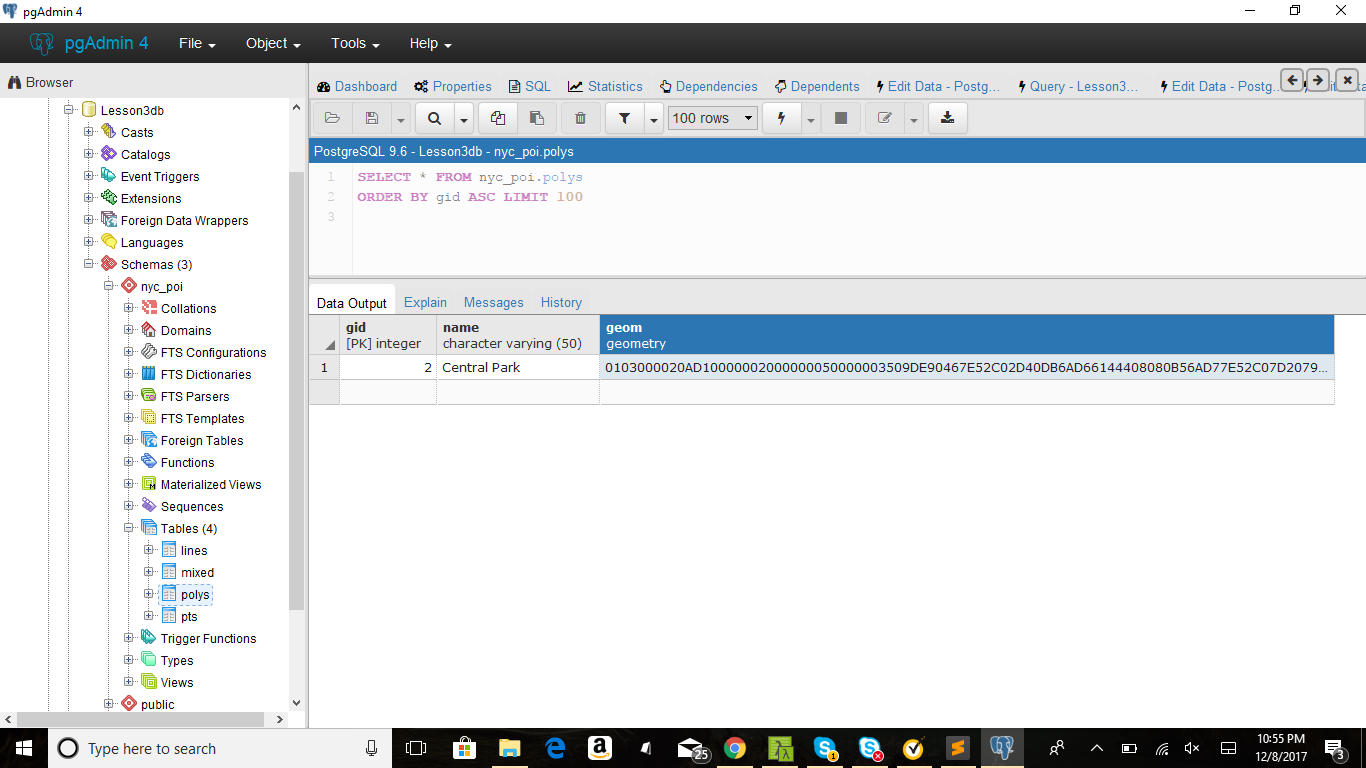 pgAdmin 4
pgAdmin 4 File Object Tools Help
Browser
Lesson3db
Casts
Catalogs
Event Triggers
Extensions
Foreign Data Wrappers
Languages
Schemas (3)
nyc_poi
Collations
Domains
FTS Configurations
FTS Dictionaries
FTS Parsers
FTS Templates
Foreign Tables
Functions
Materialized Views
Sequences
Tables (4)
lines
mixed
polys
pts
Trigger Functions
Types
Views
public
Dashboard Properties SQL Statistics Dependencies Dependents Edit Data - Postg... Query - Lesson3... Edit Data - Postg...
100 rows
PostgreSQL 9.6 - Lesson3db - nyc_poi.polys
1 SELECT * FROM nyc_poi.polys
2 ORDER BY gid ASC LIMIT 100
3
Data Output Explain Messages History
gid name geom
[PK] integer character varying (50) geometry
1 2 Central Park 0103000020AD10000002000000050000003509DE90467E52C02D40DB6AD66144408080B56AD77E52C07D2079...
Type here to search
25
1
10:55 PM
12/8/2017
3